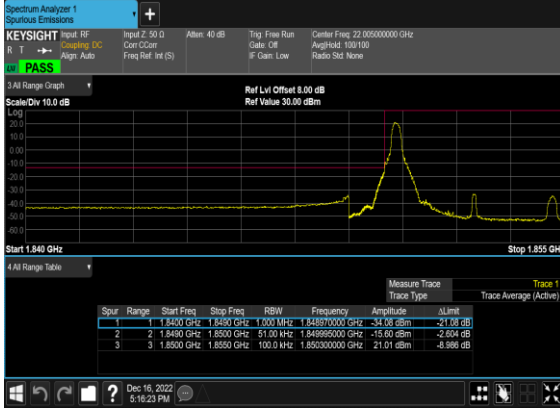 Spectrum Analyzer 1
Spurious Emissions
+
KEYSIGHT Input: RF Input Z: 50 Ω Atten: 40 dB Trig: Free Run Center Freq: 22.005000000 GHz
R T Coupling: DC Corr CCorr Gate: Off Avg|Hold: 100/100
Align: Auto Freq Ref: Int (S) IF Gain: Low Radio Std: None
PASS
3 All Range Graph
Ref Lvl Offset 8.00 dB
Scale/Div 10.0 dB Ref Value 30.00 dBm
Log
20.0
10.0
0.00
-10.0
-20.0
-30.0
-40.0
-50.0
-60.0
Start 1.840 GHz Stop 1.855 GH
4 All Range Table
Measure Trace Trace 1
Trace Type Trace Average (Active)
Spur Range Start Freq Stop Freq RBW Frequency Amplitude ΔLimit
1 1 1.8400 GHz 1.8490 GHz 1.000 MHz 1.848970000 GHz -34.08 dBm -21.08 dB
2 2 1.8490 GHz 1.8500 GHz 51.00 kHz 1.849995000 GHz -15.60 dBm -2.604 dB
3 3 1.8500 GHz 1.8550 GHz 100.0 kHz 1.850300000 GHz 21.01 dBm -8.986 dB
?
Dec 16, 2022
5:16:23 PM